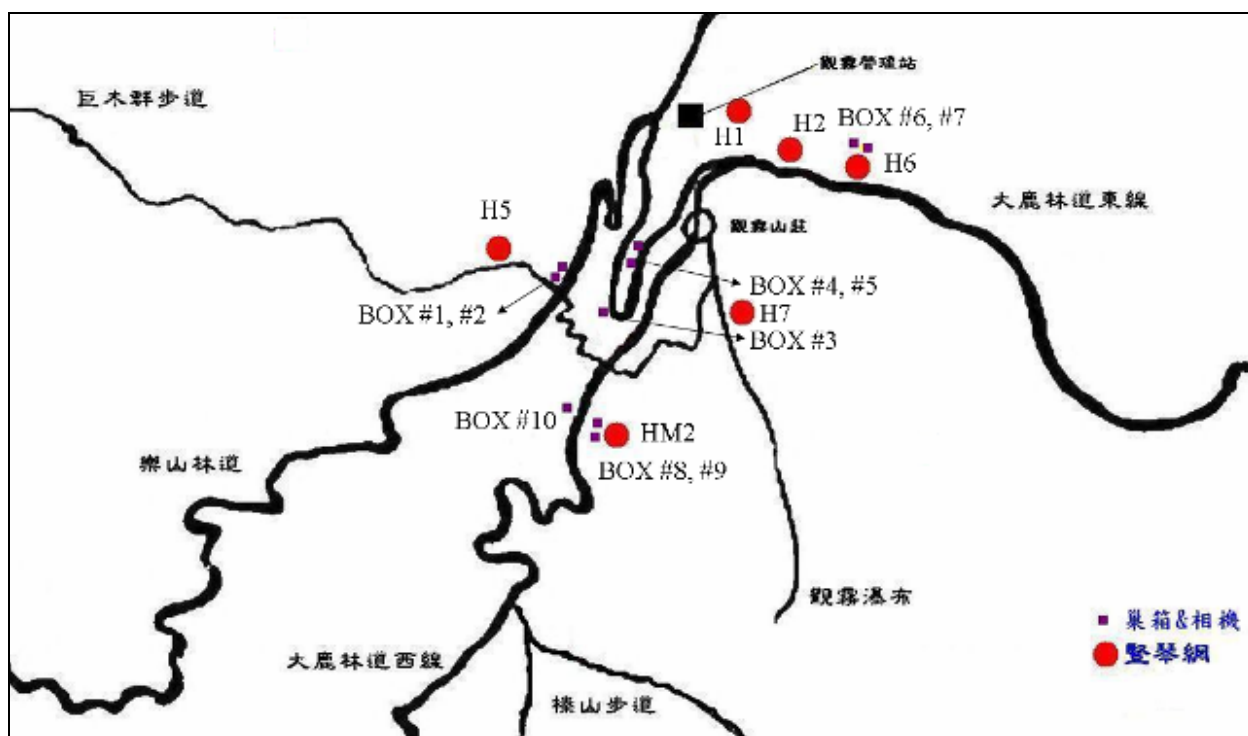 觀霧管理站
巨木群步道
BOX #6, #7
H1
H2
H6
大鹿林道東線
H5
觀霧山莊
BOX #4, #5
BOX #1, #2
H7
BOX #3
BOX #10
HM2
BOX #8, #9
樂山林道
觀霧瀑布
巢箱&相機
豎琴網
大鹿林道西線
榛山步道